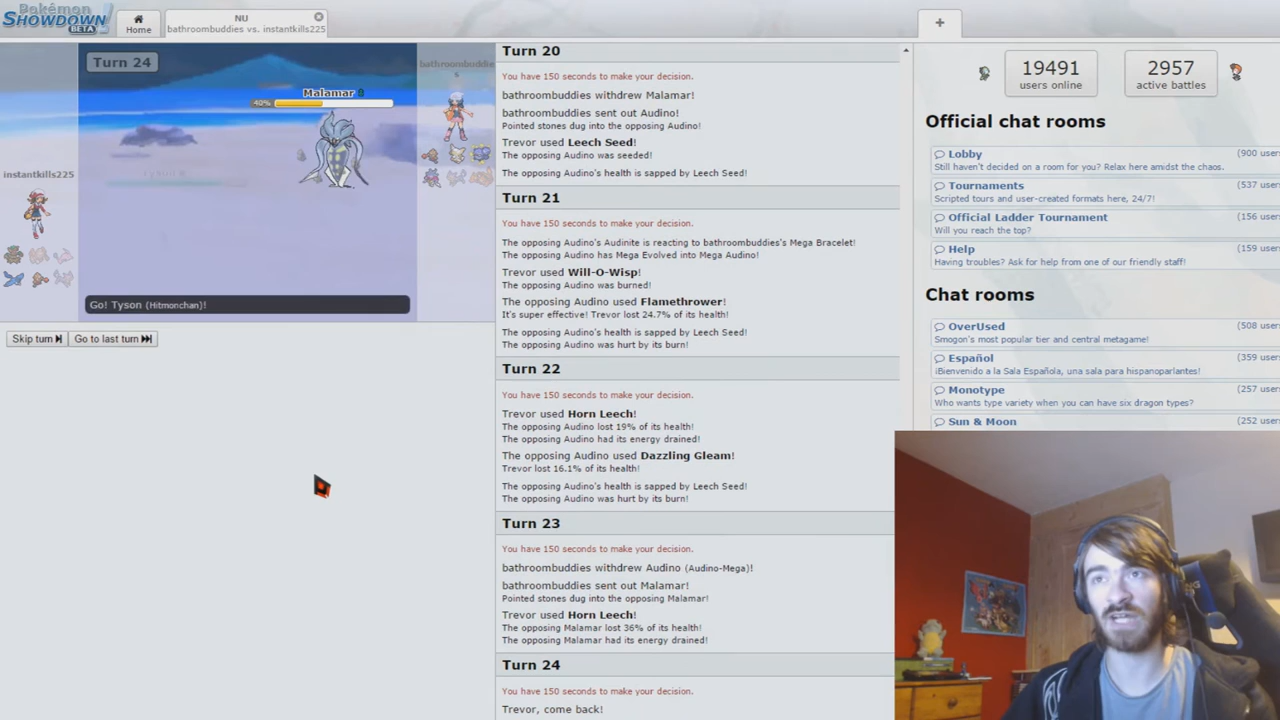 Pokémon
SHOWDOWN
BETA
Home
NU
bathroombuddies vs. instantkills225
+
Turn 24
Malamar
40%
bathroombuddie
s
instantkills225
Go! Tyson (Hitmonchan)!
Skip turn
Go to last turn
Turn 20
You have 150 seconds to make your decision.
bathroombuddies withdrew Malamar!
bathroombuddies sent out Audino!
Pointed stones dug into the opposing Audino!
Trevor used Leech Seed!
The opposing Audino was seeded!
The opposing Audino's health is sapped by Leech Seed!
Turn 21
You have 150 seconds to make your decision.
The opposing Audino's Audinite is reacting to bathroombuddies's Mega Bracelet!
The opposing Audino has Mega Evolved into Mega Audino!
Trevor used Will-O-Wisp!
The opposing Audino was burned!
The opposing Audino used Flamethrower!
It's super effective! Trevor lost 24.7% of its health!
The opposing Audino's health is sapped by Leech Seed!
The opposing Audino was hurt by its burn!
Turn 22
You have 150 seconds to make your decision.
Trevor used Horn Leech!
The opposing Audino lost 19% of its health!
The opposing Audino had its energy drained!
The opposing Audino used Dazzling Gleam!
Trevor lost 16.1% of its health!
The opposing Audino's health is sapped by Leech Seed!
The opposing Audino was hurt by its burn!
Turn 23
You have 150 seconds to make your decision.
bathroombuddies withdrew Audino (Audino-Mega)!
bathroombuddies sent out Malamar!
Pointed stones dug into the opposing Malamar!
Trevor used Horn Leech!
The opposing Malamar lost 36% of its health!
The opposing Malamar had its energy drained!
Turn 24
You have 150 seconds to make your decision.
Trevor, come back!
19491
users online
2957
active battles
Official chat rooms
Lobby
(900 users
Still haven't decided on a room for you? Relax here amidst the chaos.
Tournaments
(537 user
Scripted tours and user-created formats here, 24/7!
Official Ladder Tournament
(156 user
Will you reach the top?
Help
(159 user
Having troubles? Ask for help from one of our friendly staff!
Chat rooms
OverUsed
(508 user
Smogon's most popular tier and central metagame!
Español
(359 user
¡Bienvenido a la Sala Española, una sala para hispanoparlantes!
Monotype
(257 user
Who wants type variety when you can have six dragon types?
Sun & Moon
(252 user